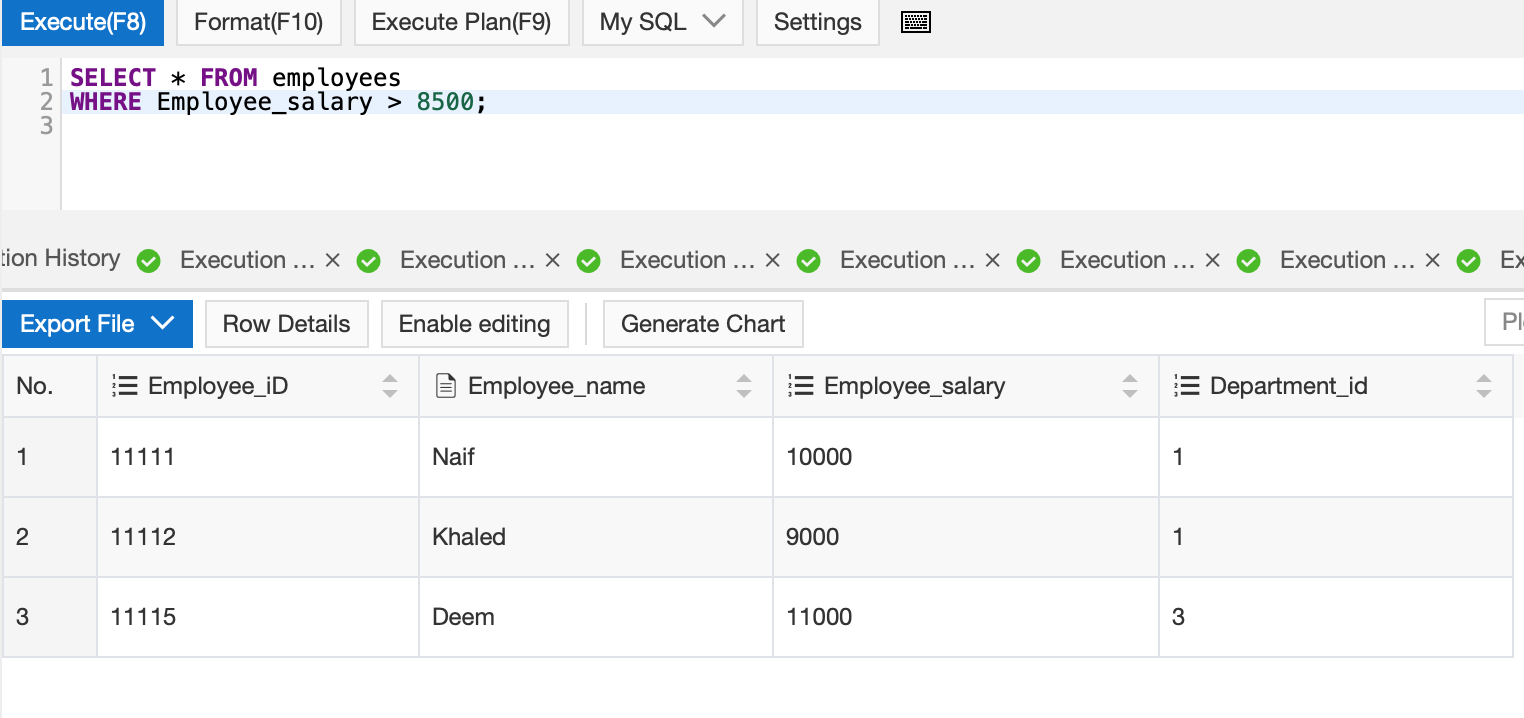 Execute(F8) Format(F10) Execute Plan(F9) My SQL Settings
1 SELECT * FROM employees
2 WHERE Employee_salary > 8500;
3
tion History Execution ... × Execution ... × Execution ... × Execution ... × Execution ... × Execution ... × Ex
Export File Row Details Enable editing Generate Chart Pl
No. Employee_iD Employee_name Employee_salary Department_id
1 11111 Naif 10000 1
2 11112 Khaled 9000 1
3 11115 Deem 11000 3